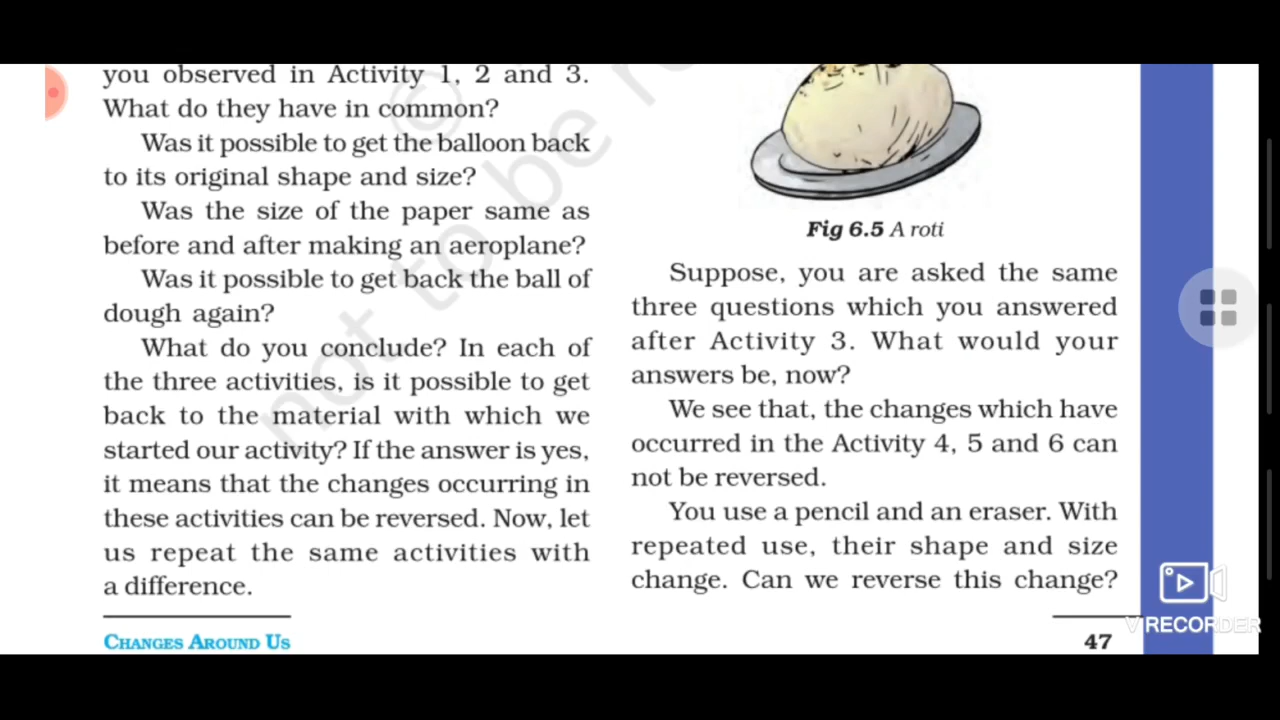 you observed in Activity 1, 2 and 3.
What do they have in common?
Was it possible to get the balloon back
to its original shape and size?
Was the size of the paper same as
before and after making an aeroplane?
Was it possible to get back the ball of
dough again?
What do you conclude? In each of
the three activities, is it possible to get
back to the material with which we
started our activity? If the answer is yes,
it means that the changes occurring in
these activities can be reversed. Now, let
us repeat the same activities with
a difference.
Fig 6.5 A roti
Suppose, you are asked the same
three questions which you answered
after Activity 3. What would your
answers be, now?
We see that, the changes which have
occurred in the Activity 4, 5 and 6 can
not be reversed.
You use a pencil and an eraser. With
repeated use, their shape and size
change. Can we reverse this change?
CHANGES AROUND US
47
©
not to be re
V RECORDER